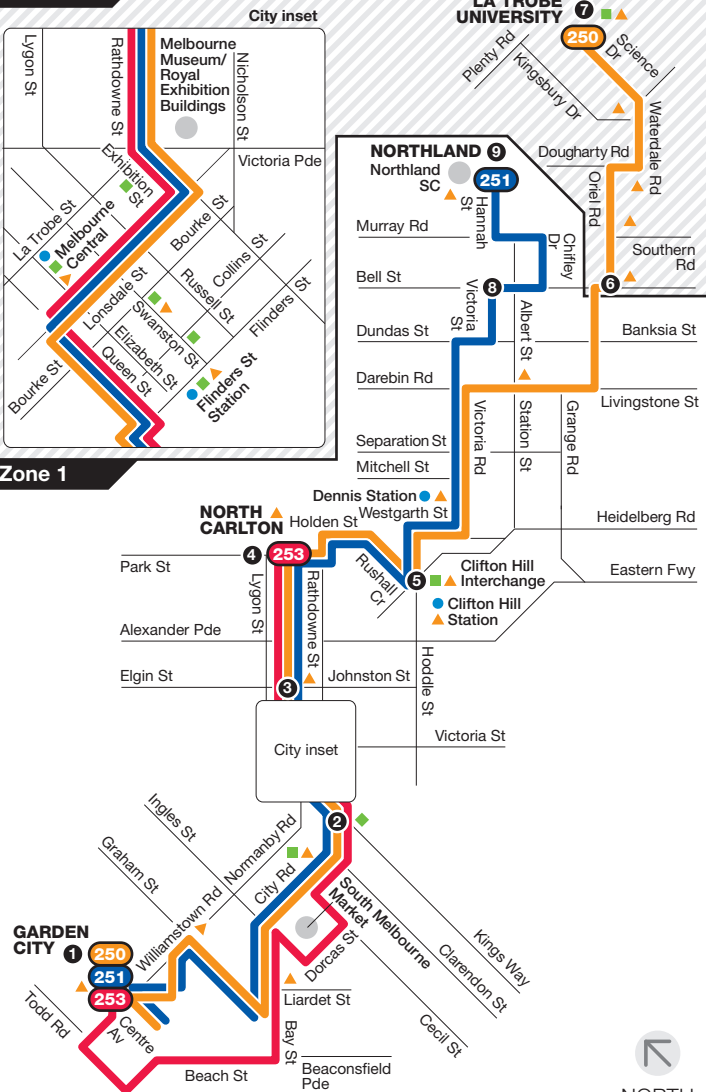 City inset
LA TROBE
UNIVERSITY
7
250
Plenty Rd
Science
Dr
Kingsbury Dr
Waterdale Rd
Lygon St
Rathdowne St
Melbourne
Museum/
Royal
Exhibition
Buildings
Nicholson St
Victoria Pde
Exhibition
St
La Trobe St
Melbourne
Central
Bourke St
Collins St
Lonsdale St
Russell St
Flinders St
Swanston St
Elizabeth St
Queen St
Bourke St
Flinders St
Station
NORTHLAND
9
Northland
SC
251
Dougharty Rd
Oriel Rd
Murray Rd
Hannah
St
Chifley
Dr
Southern
Rd
Bell St
8
6
Victoria
St
Albert St
Dundas St
Banksia St
Darebin Rd
Livingstone St
Victoria Rd
Station
St
Grange Rd
Separation St
Mitchell St
Zone 1
Dennis Station
Westgarth St
NORTH
CARLTON
Holden St
Heidelberg Rd
4
253
Park St
Rushall
Cr
5
Clifton Hill
Interchange
Eastern Fwy
Clifton Hill
Station
Lygon St
Rathdowne St
Alexander Pde
Hoddle St
Elgin St
3
Johnston St
City inset
Victoria St
Ingles St
Normanby Rd
2
Graham St
City Rd
South Melbourne
Market
Williamstown Rd
Kings Way
Clarendon St
GARDEN
CITY
1
250
251
253
Dorcas St
Liardet St
Todd Rd
Centre
Av
Cecil St
Bay St
Beach St
Beaconsfield
Pde
NORTH